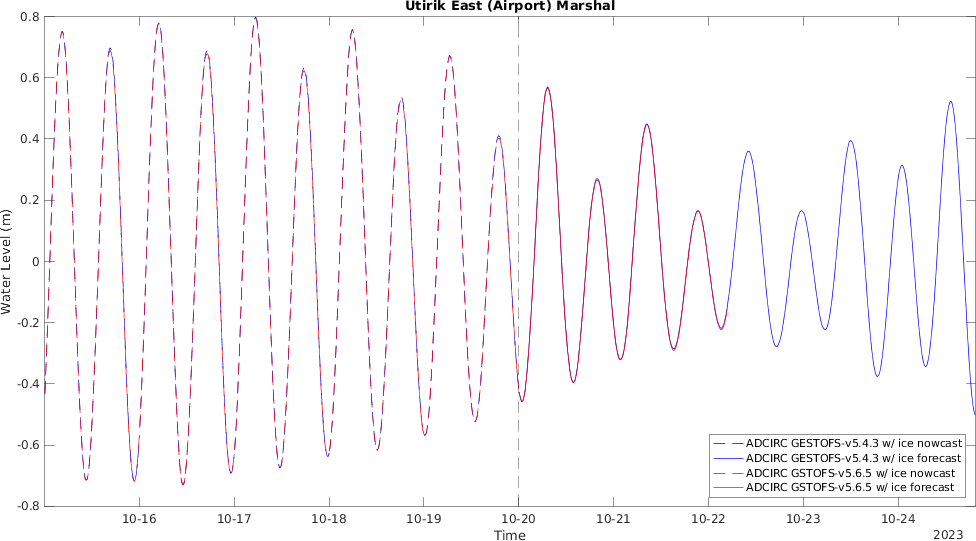 Utirik East (Airport) Marshal
0.8
0.6
0.4
0.2
0
-0.2
-0.4
-0.6
-0.8
Water Level (m)
ADCIRC GESTOFS-v5.4.3 w/ ice nowcast
ADCIRC GESTOFS-v5.4.3 w/ ice forecast
ADCIRC GSTOFS-v5.6.5 w/ ice nowcast
ADCIRC GSTOFS-v5.6.5 w/ ice forecast
10-16 10-17 10-18 10-19 10-20 10-21 10-22 10-23 10-24
Time
2023